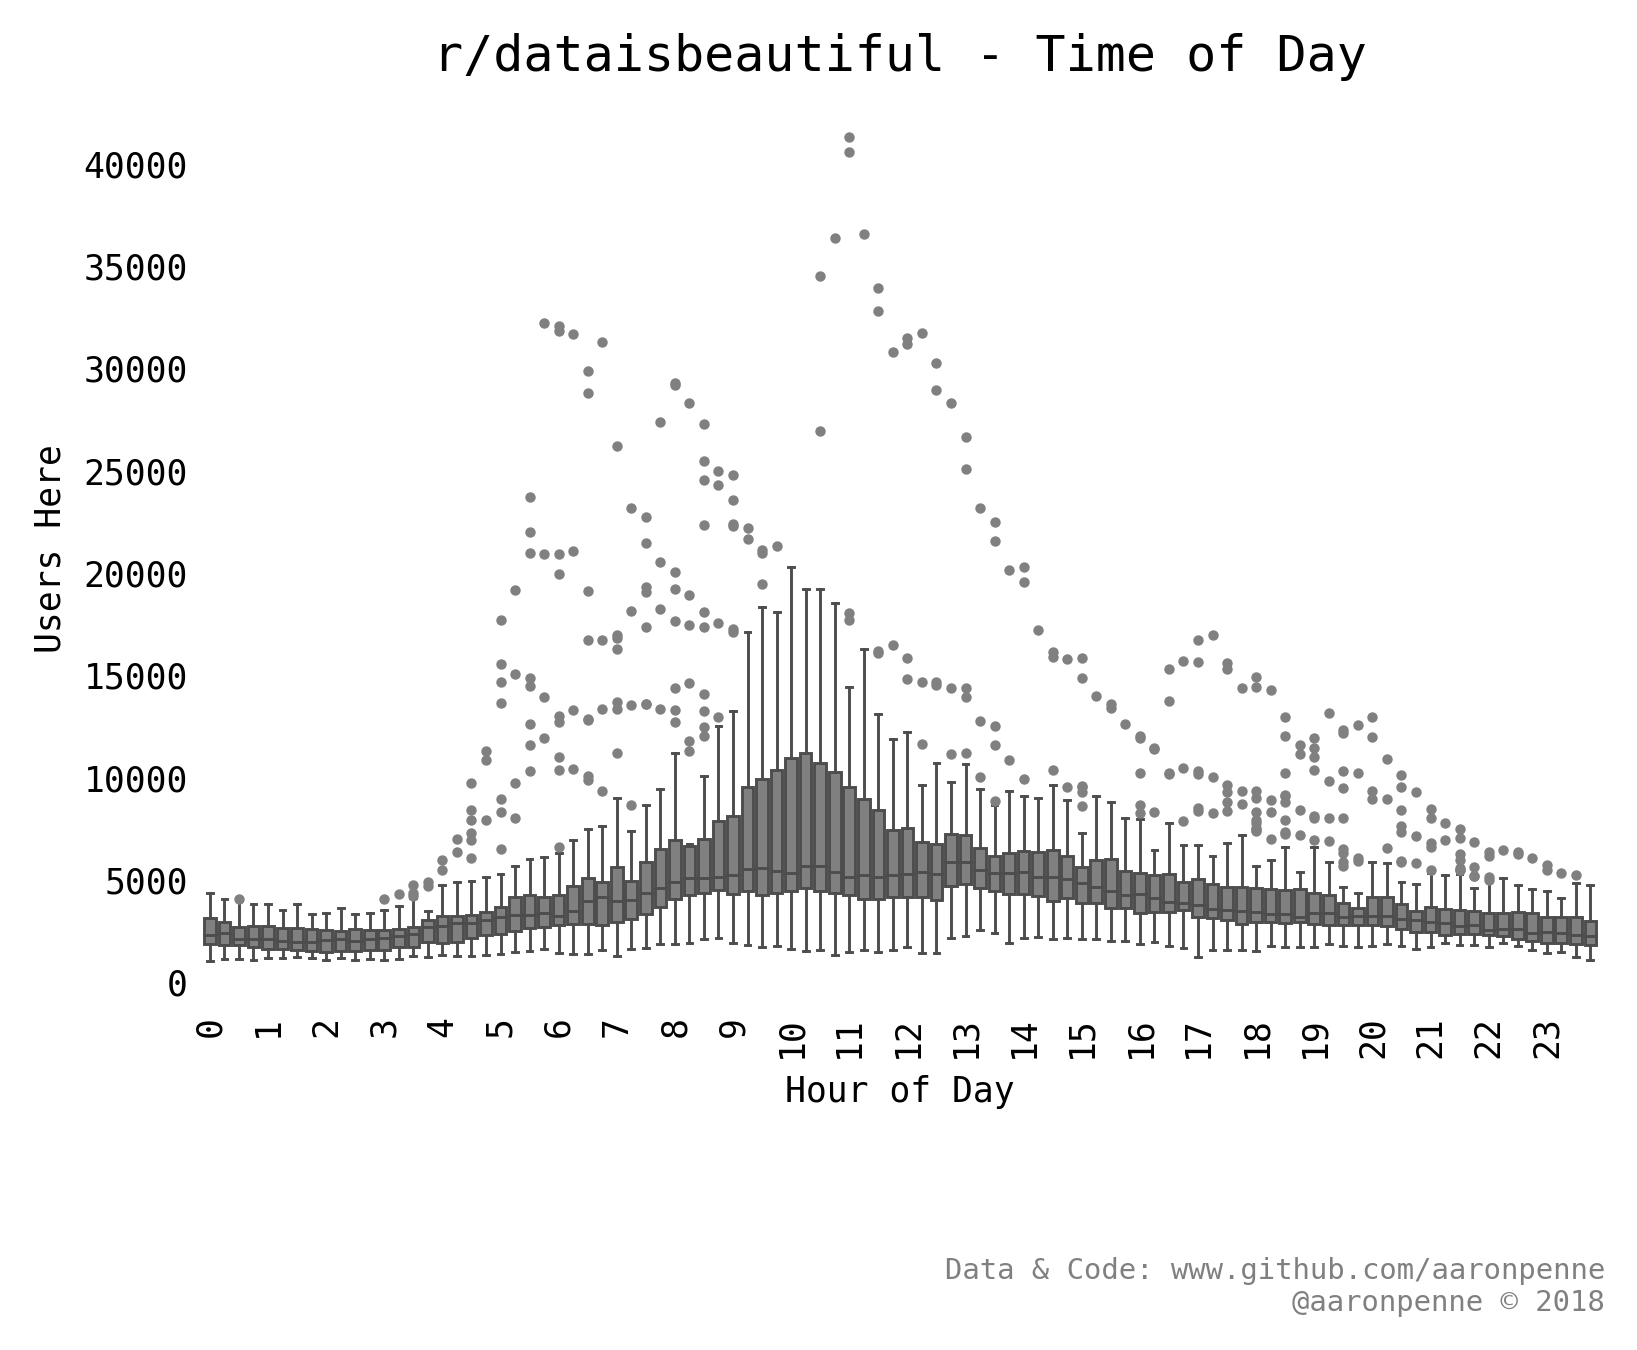 r/dataisbeautiful - Time of Day
40000
35000
30000
25000
20000
15000
10000
5000
0
Users Here
0 1 2 3 4 5 6 7 8 9 10 11 12 13 14 15 16 17 18 19 20 21 22 23
Hour of Day
Data & Code: www.github.com/aaronpenne
@aaronpenne © 2018